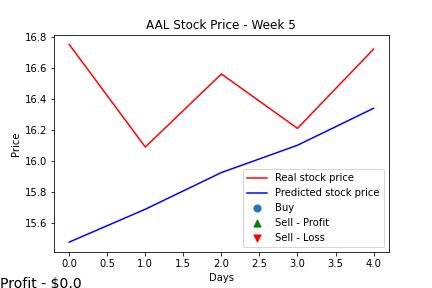 AAL Stock Price - Week 5
16.8
16.6
16.4
16.2
16.0
15.8
15.6
Price
Real stock price
Predicted stock price
Buy
Sell - Profit
Sell - Loss
0.0 0.5 1.0 1.5 2.0 2.5 3.0 3.5 4.0
Days
Profit - $0.0